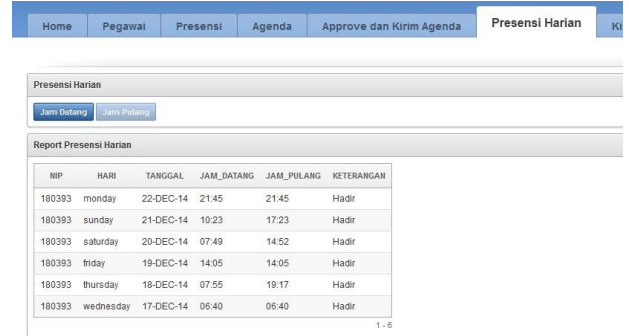 Home Pegawai Presensi Agenda Approve dan Kirim Agenda Presensi Harian Ki
Presensi Harian
Jam Datang Jam Pulang
Report Presensi Harian
NIP HARI TANGGAL JAM_DATANG JAM_PULANG KETERANGAN
180393 monday 22-DEC-14 21:45 21:45 Hadir
180393 sunday 21-DEC-14 10:23 17:23 Hadir
180393 saturday 20-DEC-14 07:49 14:52 Hadir
180393 friday 19-DEC-14 14:05 14:05 Hadir
180393 thursday 18-DEC-14 07:55 19:17 Hadir
180393 wednesday 17-DEC-14 06:40 06:40 Hadir
1 - 6